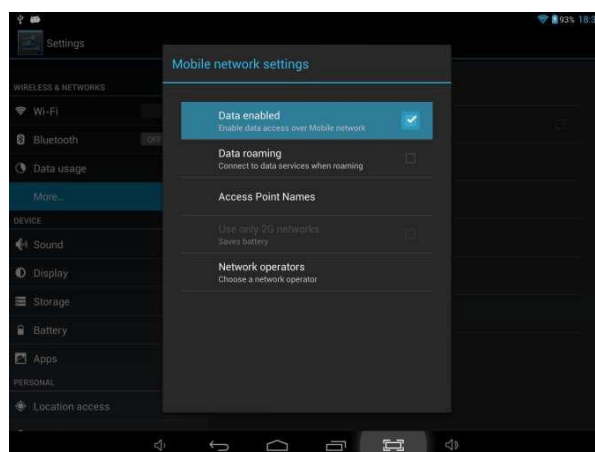 93% 18:3
Settings
Mobile network settings
WIRELESS & NETWORKS
Wi-Fi
Bluetooth
OFF
Data usage
More...
DEVICE
Sound
Display
Storage
Battery
Apps
PERSONAL
Location access
Data enabled
Enable data access over Mobile network
Data roaming
Connect to data services when roaming
Access Point Names
Use only 2G networks
Saves battery
Network operators
Choose a network operator